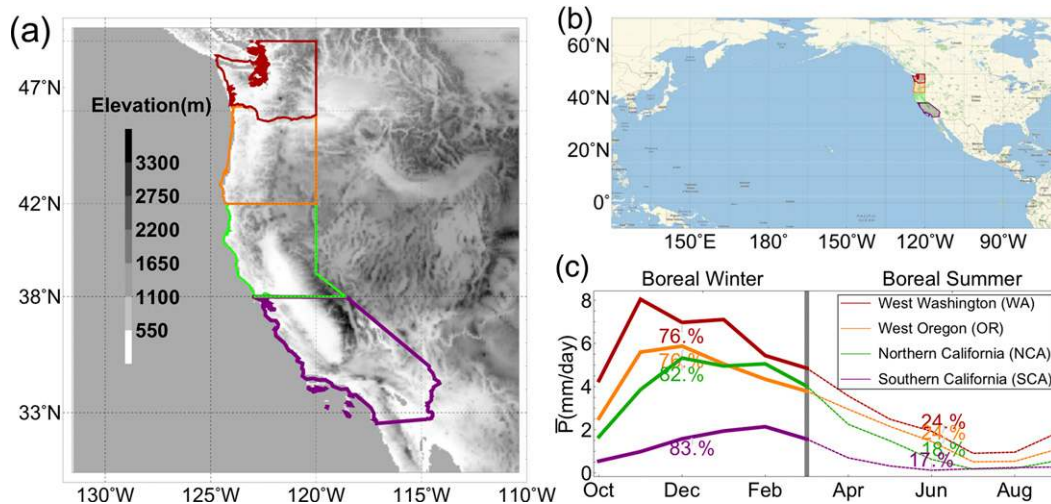 (a)
47°N
42°N
38°N
33°N
Elevation(m)
3300
2750
2200
1650
1100
550
130°W 125°W 120°W 115°W 110°W
(b)
60°N
40°N
20°N
0°
150°E 180° 150°W 120°W 90°W
(c)
Boreal Winter Boreal Summer
P̅(mm/day)
8
6
4
2
0
76.%
76.%
82.%
83.%
West Washington (WA)
West Oregon (OR)
Northern California (NCA)
Southern California (SCA)
24.%
24.%
18.%
17.%
Oct Dec Feb Apr Jun Aug